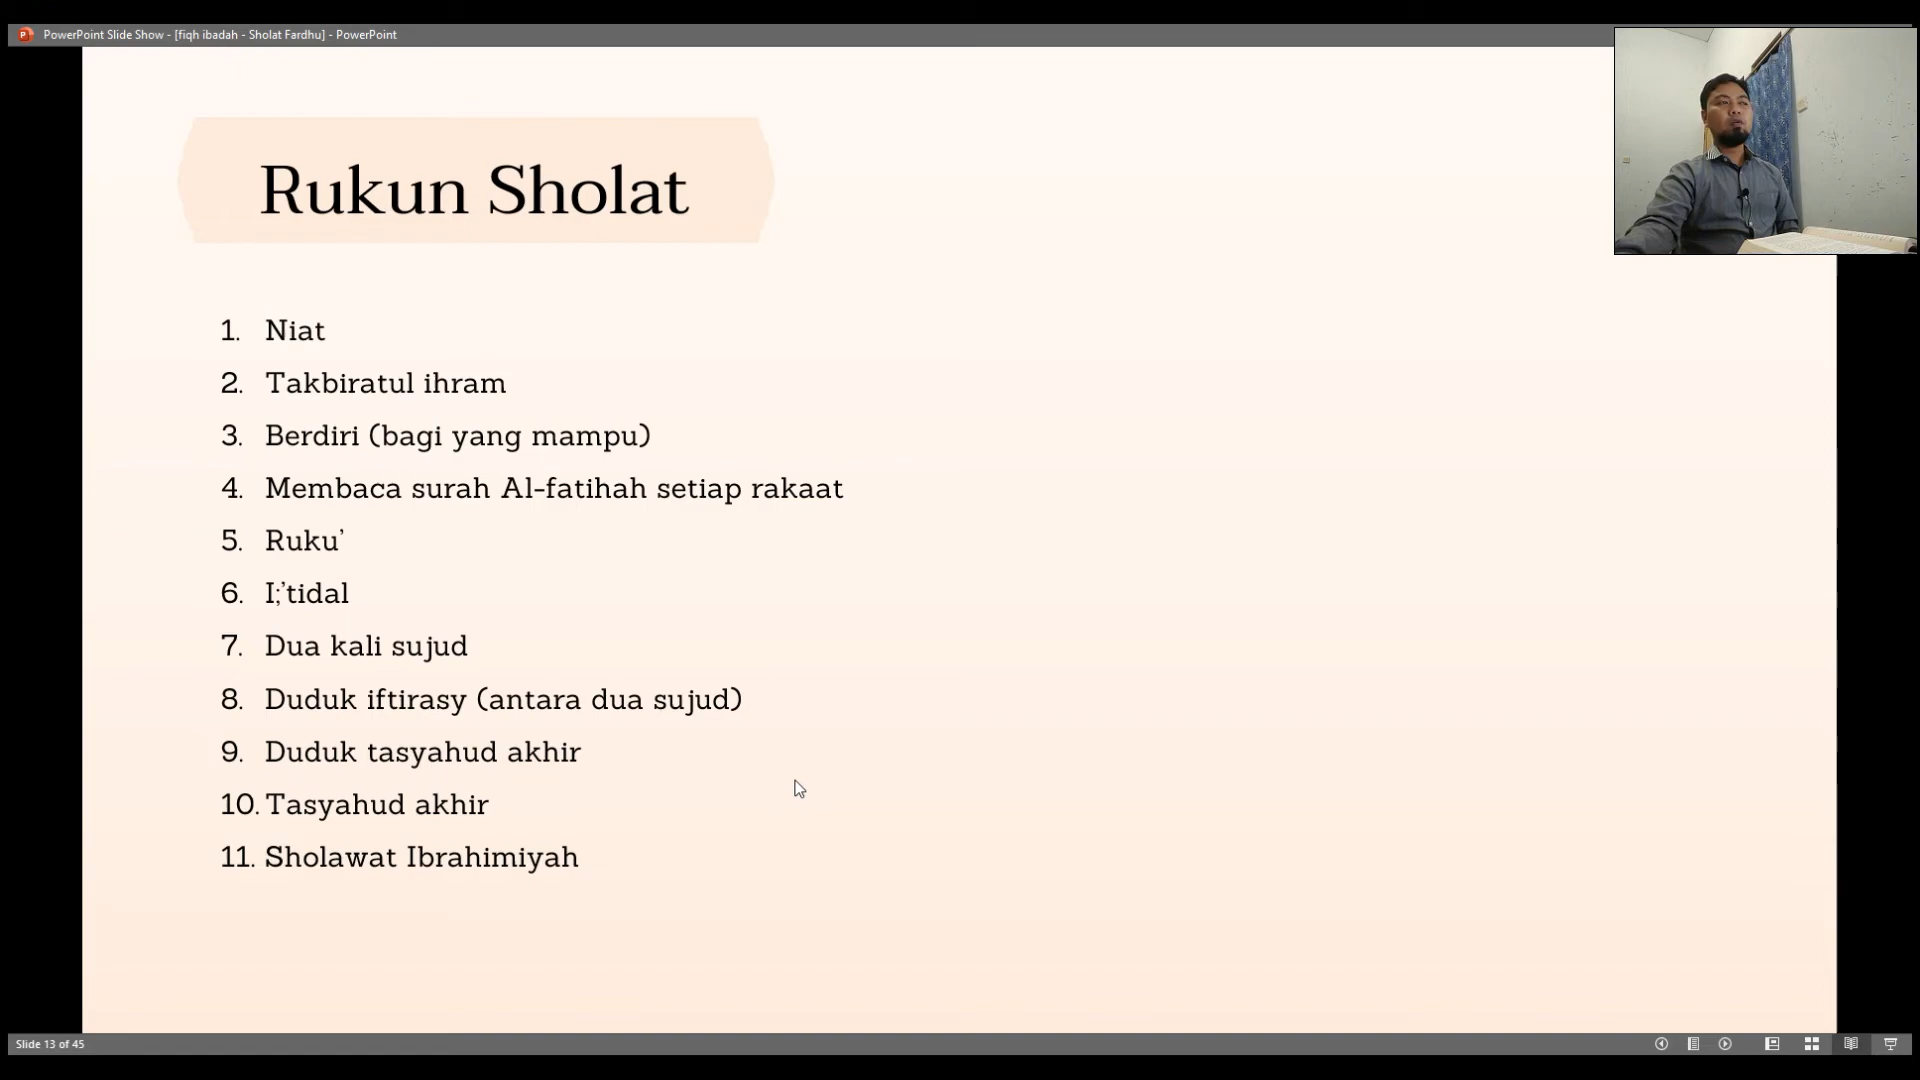 PowerPoint Slide Show - [fiqh ibadah - Sholat Fardhu] - PowerPoint
Rukun Sholat
1. Niat
2. Takbiratul ihram
3. Berdiri (bagi yang mampu)
4. Membaca surah Al-fatihah setiap rakaat
5. Ruku’
6. I;’tidal
7. Dua kali sujud
8. Duduk iftirasy (antara dua sujud)
9. Duduk tasyahud akhir
10. Tasyahud akhir
11. Sholawat Ibrahimiyah
Slide 13 of 45